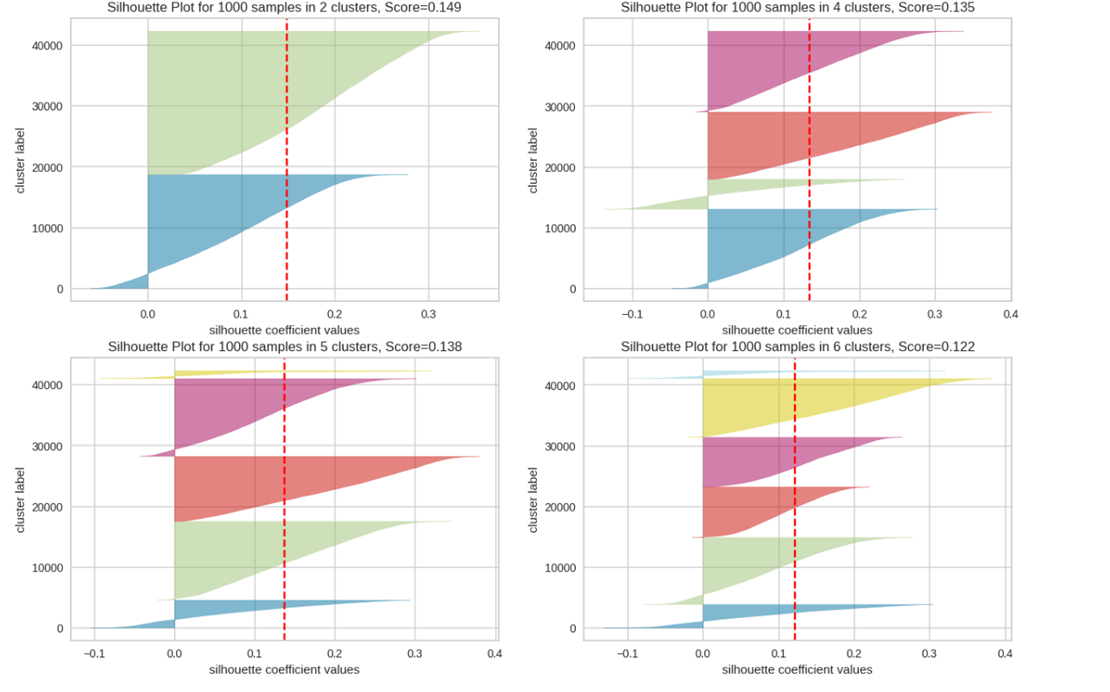 Silhouette Plot for 1000 samples in 2 clusters, Score=0.149
40000
30000
20000
10000
0
cluster label
0.0 0.1 0.2 0.3
silhouette coefficient values
Silhouette Plot for 1000 samples in 4 clusters, Score=0.135
40000
30000
20000
10000
0
cluster label
−0.1 0.0 0.1 0.2 0.3 0.4
silhouette coefficient values
Silhouette Plot for 1000 samples in 5 clusters, Score=0.138
40000
30000
20000
10000
0
cluster label
−0.1 0.0 0.1 0.2 0.3 0.4
silhouette coefficient values
Silhouette Plot for 1000 samples in 6 clusters, Score=0.122
40000
30000
20000
10000
0
cluster label
−0.1 0.0 0.1 0.2 0.3 0.4
silhouette coefficient values